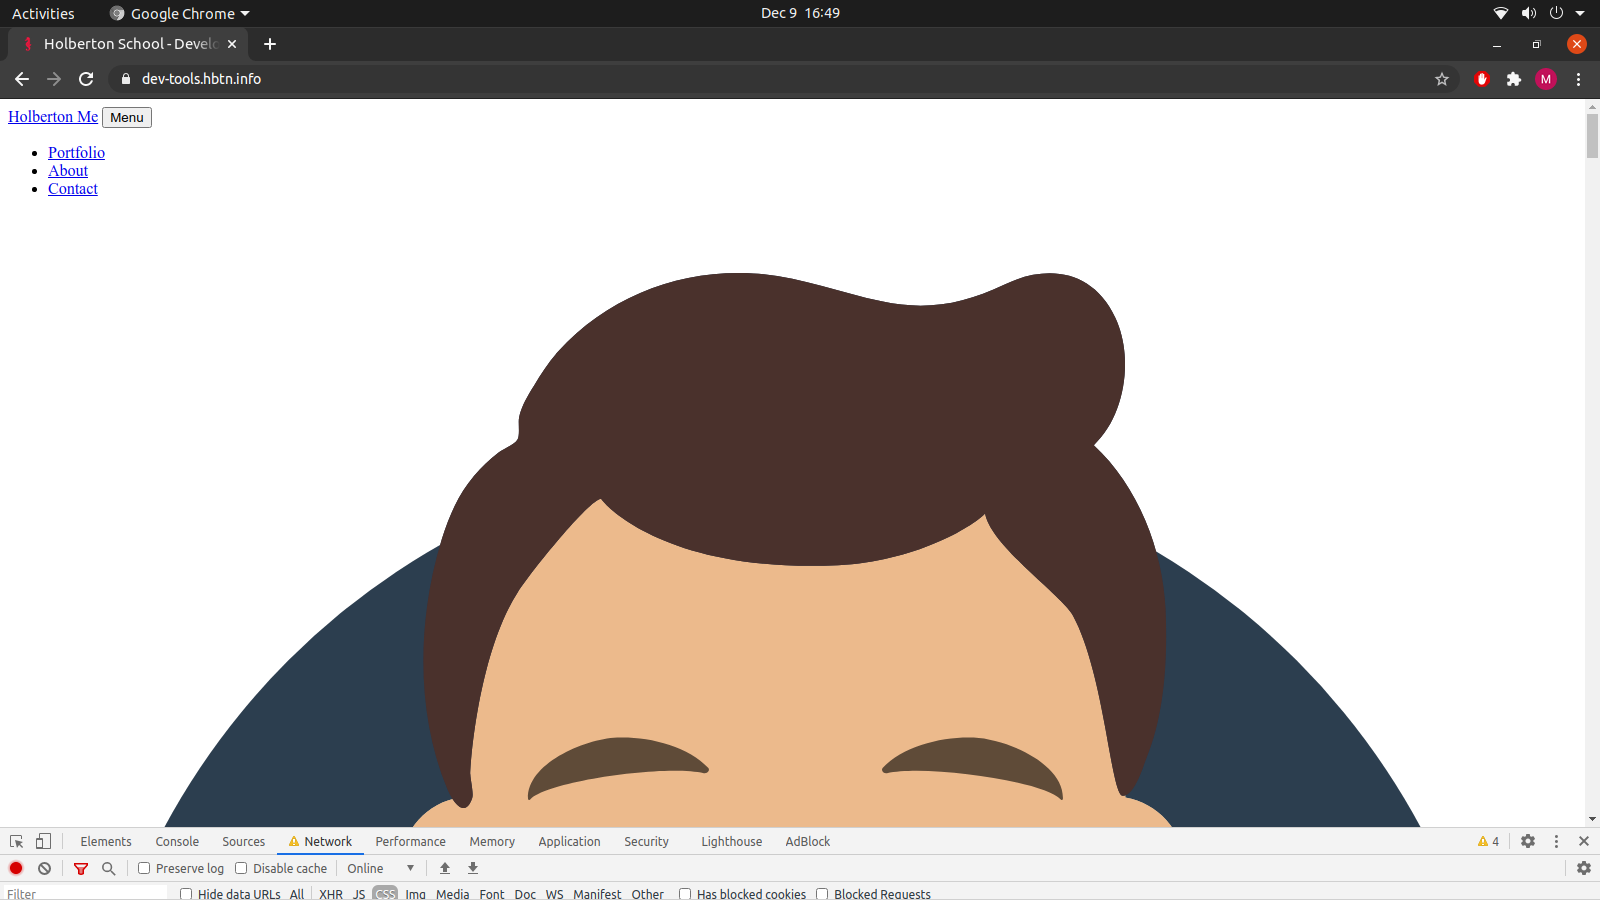 Activities Google Chrome Dec 9 16:49
Holberton School - Develo
dev-tools.hbtn.info M
Holberton Me Menu
Portfolio
About
Contact
Elements Console Sources Network Performance Memory Application Security Lighthouse AdBlock 4
Preserve log Disable cache Online
Filter Hide data URLs All XHR JS CSS Img Media Font Doc WS Manifest Other Has blocked cookies Blocked Requests